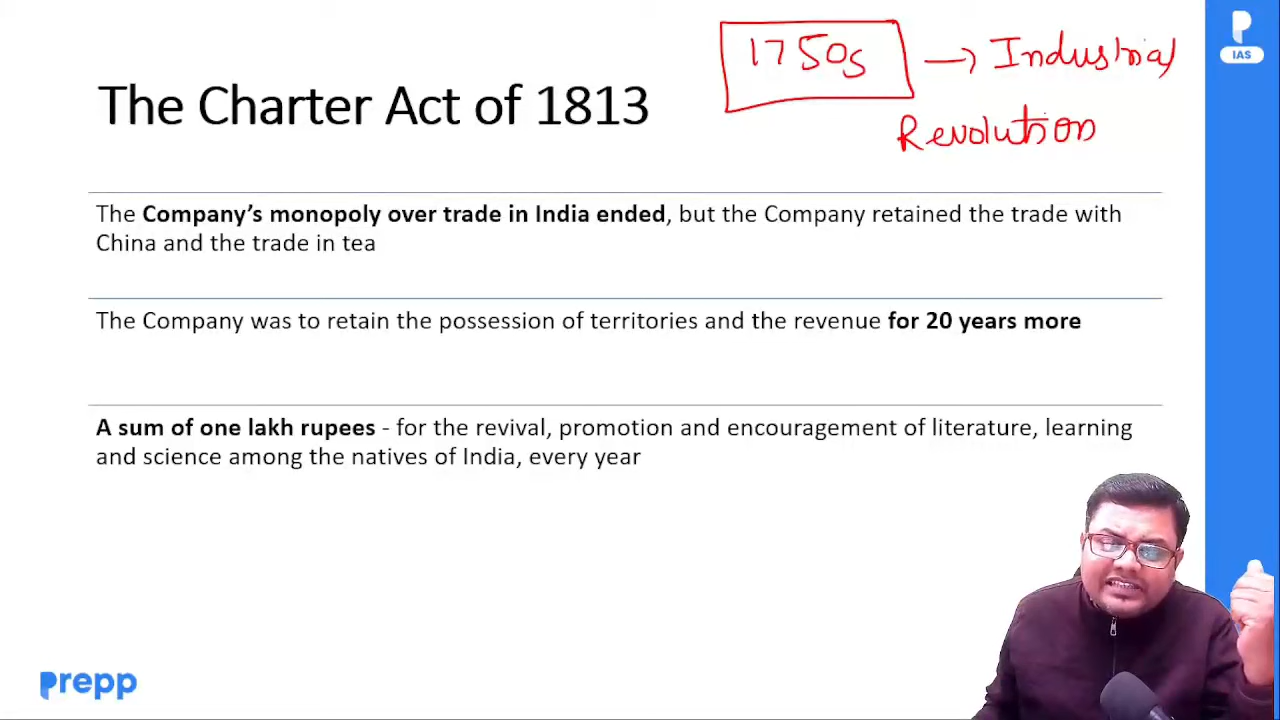 1750s → Industrial
Revolution
IAS
The Charter Act of 1813
The Company’s monopoly over trade in India ended, but the Company retained the trade with
China and the trade in tea
The Company was to retain the possession of territories and the revenue for 20 years more
A sum of one lakh rupees - for the revival, promotion and encouragement of literature, learning
and science among the natives of India, every year
prepp